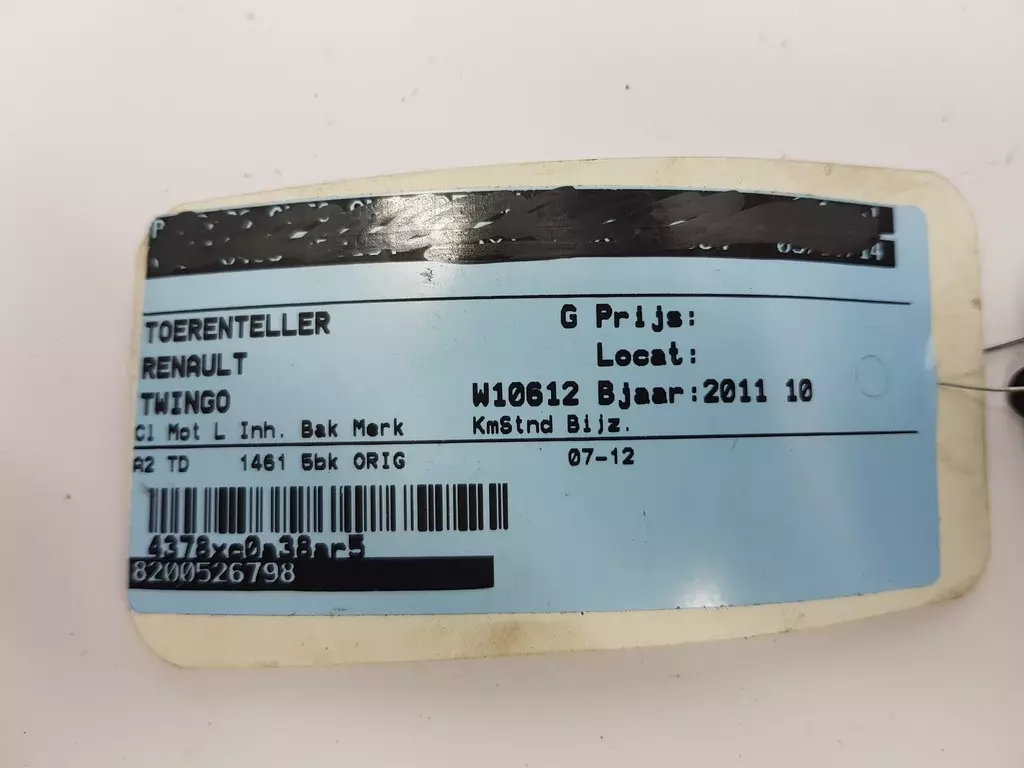 TOERENTELLER G Prijs:
RENAULT Locat:
TWINGO W10612 Bjaar:2011 10
Cl Mot L Inh. Bak Merk KmStnd Bijz.
A2 TD 1461 5bk ORIG 07-12
4378xc0a38ar5
8200526798